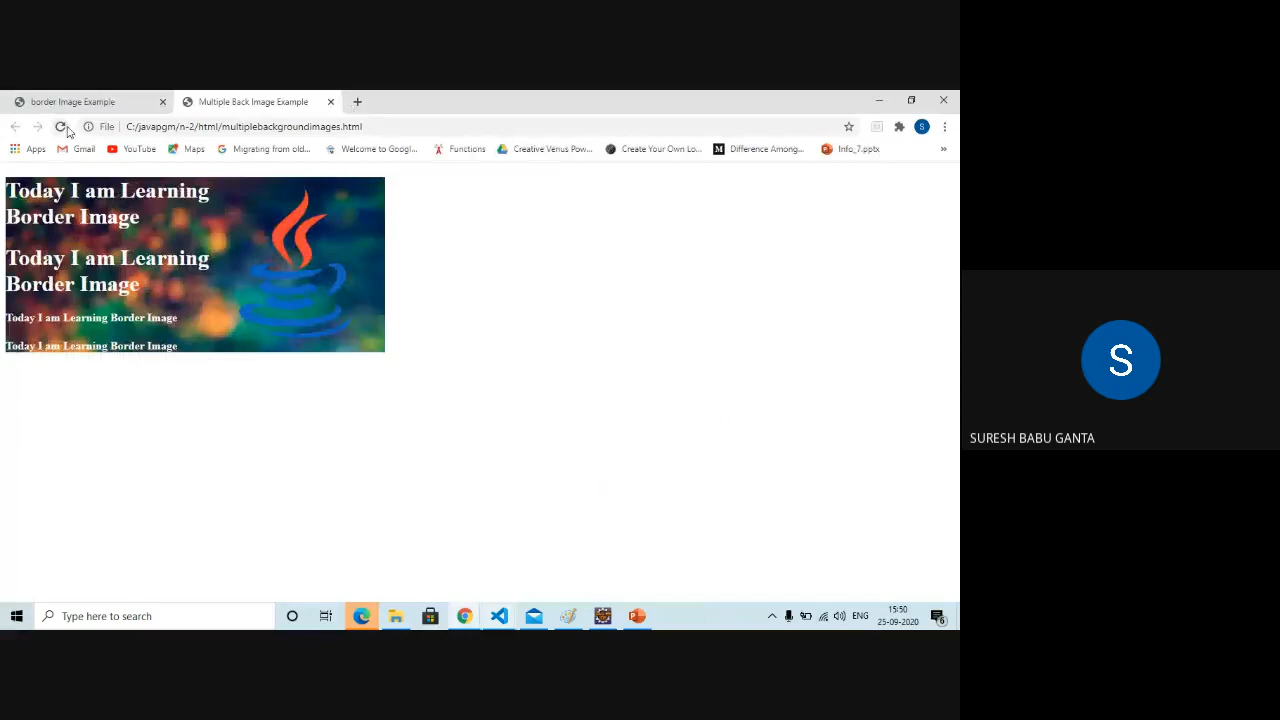 border Image Example
Multiple Back Image Example
File
C:/javapgm/n-2/html/multiplebackgroundimages.html
S
Apps
Gmail
YouTube
Maps
Migrating from old...
Welcome to Googl...
Functions
Creative Venus Pow...
Create Your Own Lo...
M
Difference Among...
Info_7.pptx
»
Today I am Learning
Border Image
Today I am Learning
Border Image
Today I am Learning Border Image
Today I am Learning Border Image
S
SURESH BABU GANTA
Type here to search
ENG
15:50
25-09-2020
6